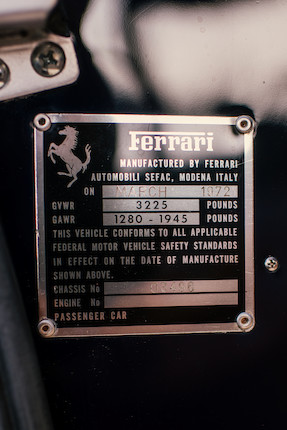 Ferrari
MANUFACTURED BY FERRARI
AUTOMOBILI SEFAC, MODENA ITALY
ON 1972
GVWR 3225 POUNDS
GAWR 1280 - 1945 POUNDS
THIS VEHICLE CONFORMS TO ALL APPLICABLE
FEDERAL MOTOR VEHICLE SAFETY STANDARDS
IN EFFECT ON THE DATE OF MANUFACTURE
SHOWN ABOVE.
CHASSIS No
ENGINE No
PASSENGER CAR